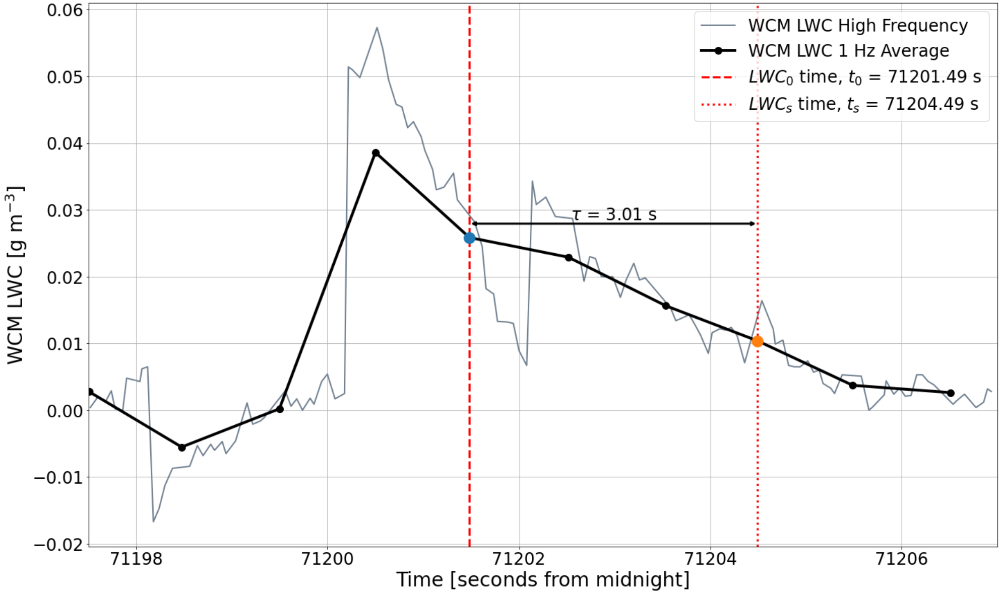 0.06
0.05
0.04
0.03
0.02
0.01
0.00
−0.01
−0.02
WCM LWC [g m⁻³]
WCM LWC High Frequency
WCM LWC 1 Hz Average
LWC₀ time, t₀ = 71201.49 s
LWCₛ time, tₛ = 71204.49 s
τ = 3.01 s
71198 71200 71202 71204 71206
Time [seconds from midnight]